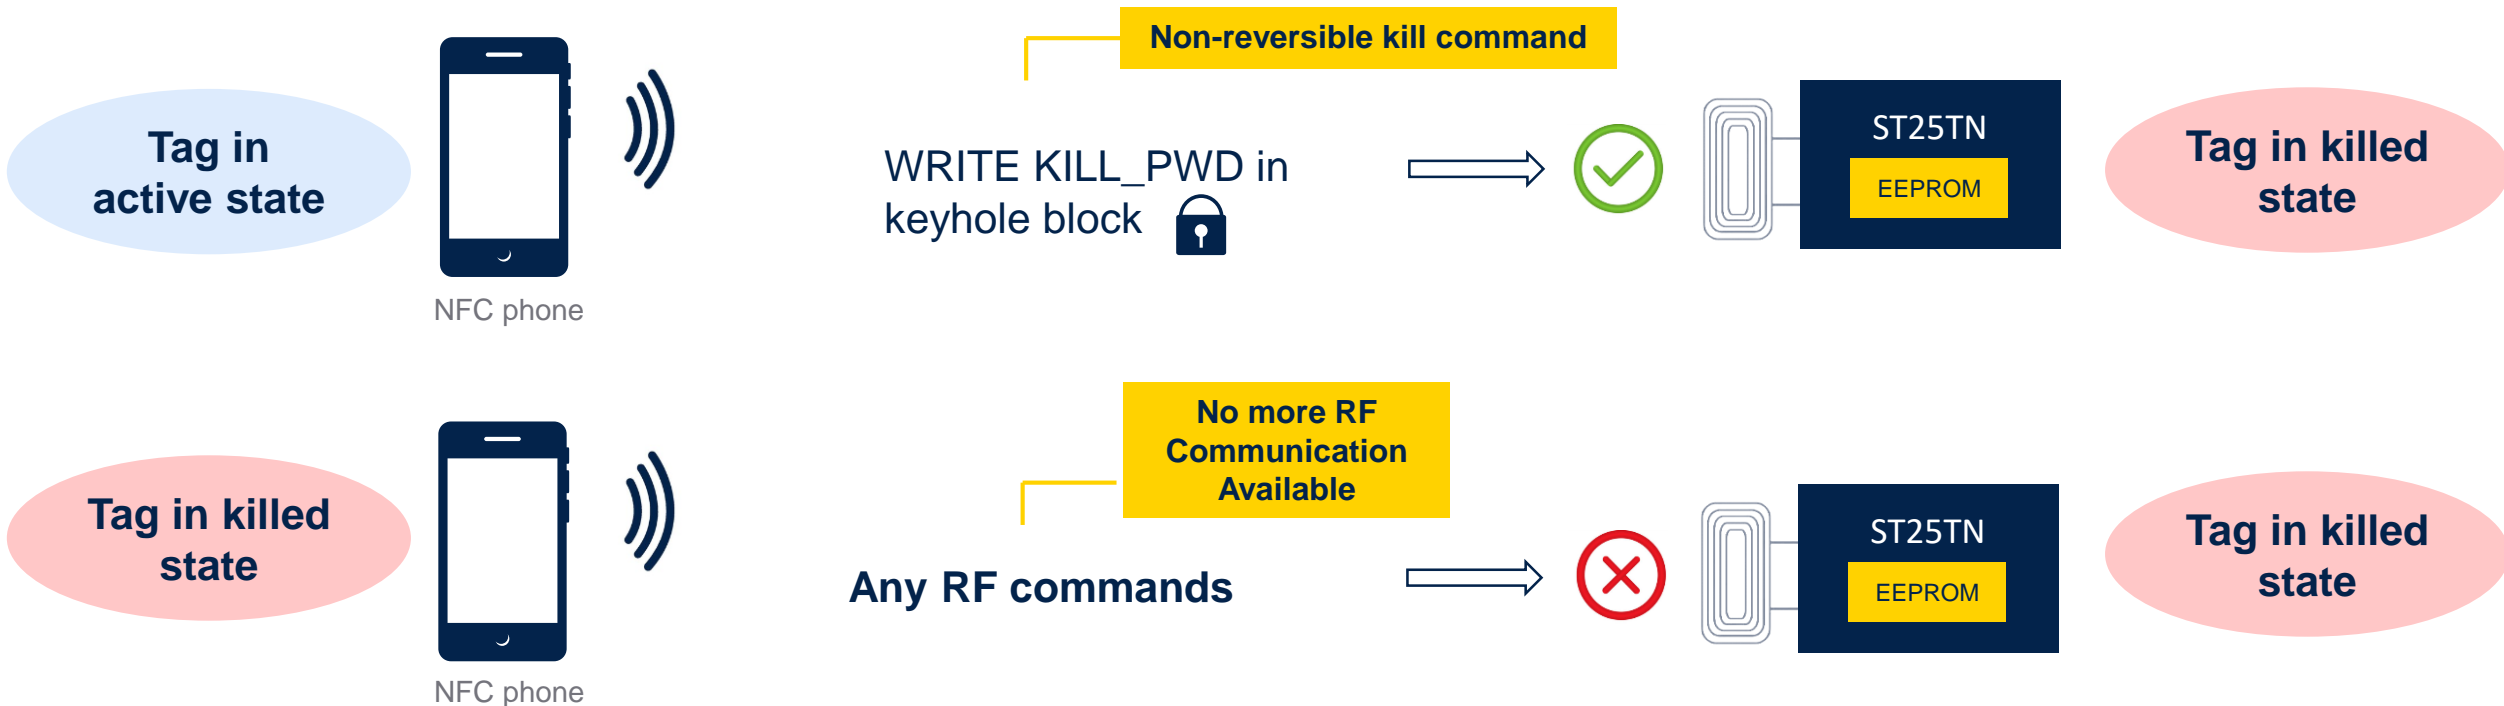 Non-reversible kill command
Tag in
active state
WRITE KILL_PWD in
keyhole block
ST25TN
EEPROM
Tag in killed
state
NFC phone
No more RF
Communication
Available
Tag in killed
state
Any RF commands
ST25TN
EEPROM
Tag in killed
state
NFC phone